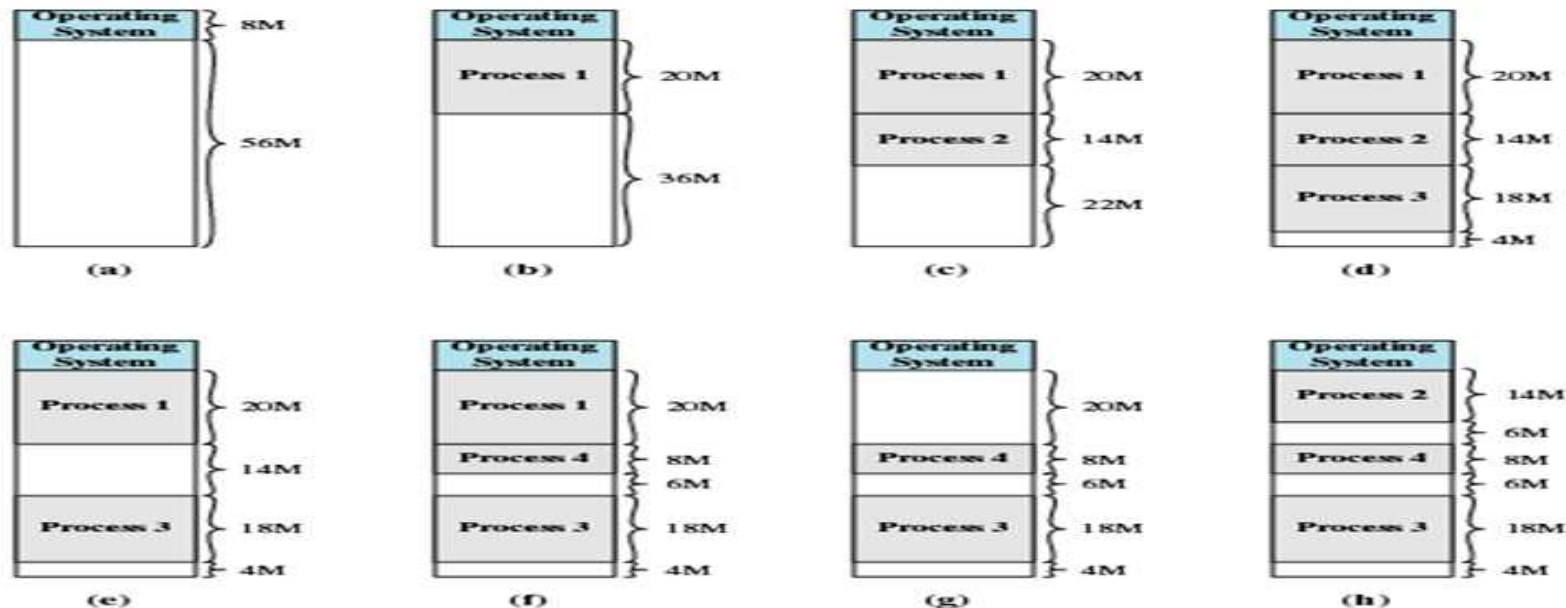 Operating
System
8M
56M
(a)
Operating
System
Process 1
20M
36M
(b)
Operating
System
Process 1
20M
Process 2
14M
22M
(c)
Operating
System
Process 1
20M
Process 2
14M
Process 3
18M
4M
(d)
Operating
System
Process 1
20M
14M
Process 3
18M
4M
(e)
Operating
System
Process 1
20M
Process 4
8M
6M
Process 3
18M
4M
(f)
Operating
System
20M
Process 4
8M
6M
Process 3
18M
4M
(g)
Operating
System
Process 2
14M
6M
Process 4
8M
6M
Process 3
18M
4M
(h)